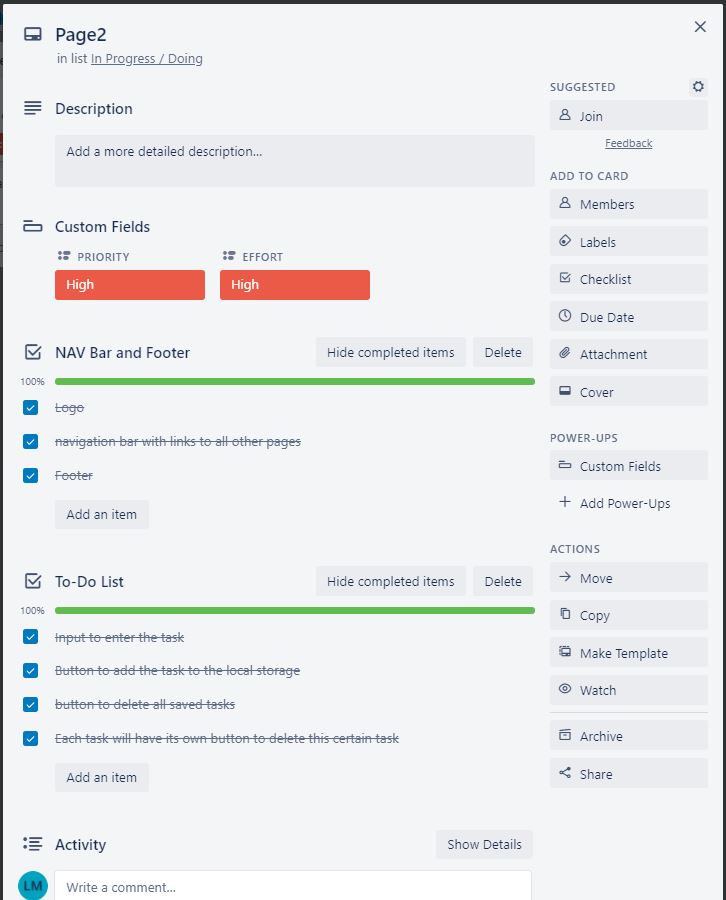 Page2
in list In Progress / Doing
Description
Add a more detailed description...
Custom Fields
PRIORITY EFFORT
High High
NAV Bar and Footer Hide completed items Delete
100%
Logo
navigation bar with links to all other pages
Footer
Add an item
To-Do List Hide completed items Delete
100%
Input to enter the task
Button to add the task to the local storage
button to delete all saved tasks
Each task will have its own button to delete this certain task
Add an item
Activity Show Details
LM Write a comment...
SUGGESTED
Join
Feedback
ADD TO CARD
Members
Labels
Checklist
Due Date
Attachment
Cover
POWER-UPS
Custom Fields
Add Power-Ups
ACTIONS
Move
Copy
Make Template
Watch
Archive
Share